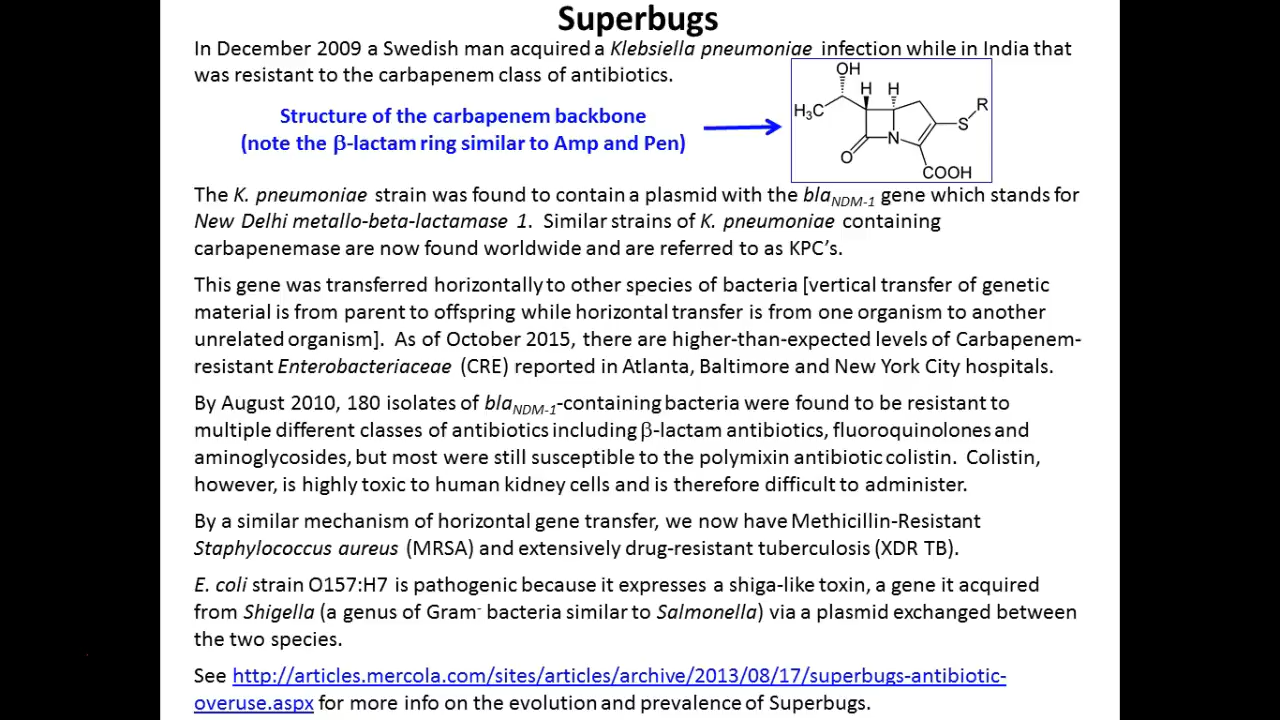 Superbugs
In December 2009 a Swedish man acquired a Klebsiella pneumoniae infection while in India that
was resistant to the carbapenem class of antibiotics.
Structure of the carbapenem backbone
(note the β-lactam ring similar to Amp and Pen)
OH
H H
H₃C
R
S
N
O
COOH
The K. pneumoniae strain was found to contain a plasmid with the blaNDM-1 gene which stands for
New Delhi metallo-beta-lactamase 1. Similar strains of K. pneumoniae containing
carbapenemase are now found worldwide and are referred to as KPC’s.
This gene was transferred horizontally to other species of bacteria [vertical transfer of genetic
material is from parent to offspring while horizontal transfer is from one organism to another
unrelated organism]. As of October 2015, there are higher-than-expected levels of Carbapenem-
resistant Enterobacteriaceae (CRE) reported in Atlanta, Baltimore and New York City hospitals.
By August 2010, 180 isolates of blaNDM-1-containing bacteria were found to be resistant to
multiple different classes of antibiotics including β-lactam antibiotics, fluoroquinolones and
aminoglycosides, but most were still susceptible to the polymixin antibiotic colistin. Colistin,
however, is highly toxic to human kidney cells and is therefore difficult to administer.
By a similar mechanism of horizontal gene transfer, we now have Methicillin-Resistant
Staphylococcus aureus (MRSA) and extensively drug-resistant tuberculosis (XDR TB).
E. coli strain O157:H7 is pathogenic because it expresses a shiga-like toxin, a gene it acquired
from Shigella (a genus of Gram⁻ bacteria similar to Salmonella) via a plasmid exchanged between
the two species.
See http://articles.mercola.com/sites/articles/archive/2013/08/17/superbugs-antibiotic-
overuse.aspx for more info on the evolution and prevalence of Superbugs.